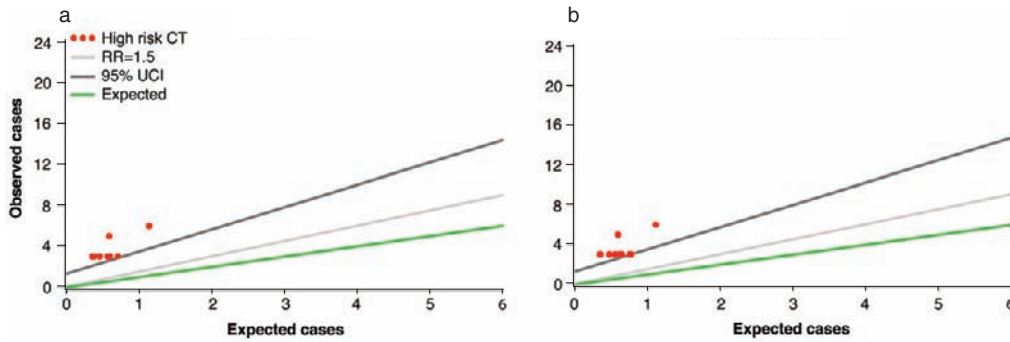 a
24
20
16
12
8
4
0
Observed cases
High risk CT
RR=1.5
95% UCI
Expected
0 1 2 3 4 5 6
Expected cases
b
24
20
16
12
8
4
0
0 1 2 3 4 5 6
Expected cases